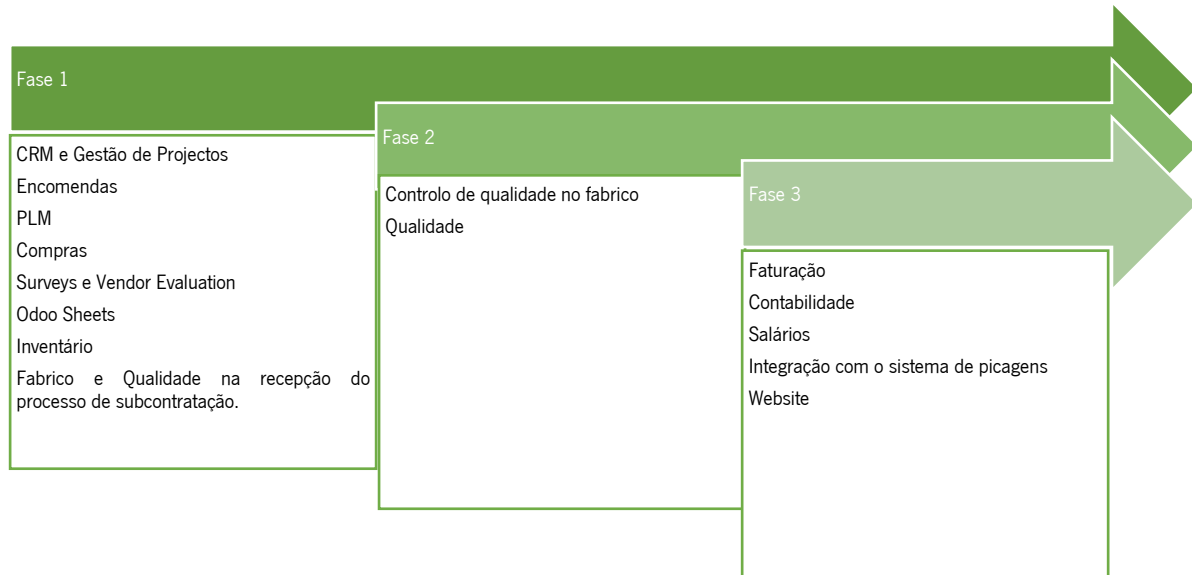 Fase 1
CRM e Gestão de Projectos
Encomendas
PLM
Compras
Surveys e Vendor Evaluation
Odoo Sheets
Inventário
Fabrico e Qualidade na recepção do
processo de subcontratação.
Fase 2
Controlo de qualidade no fabrico
Qualidade
Fase 3
Faturação
Contabilidade
Salários
Integração com o sistema de picagens
Website